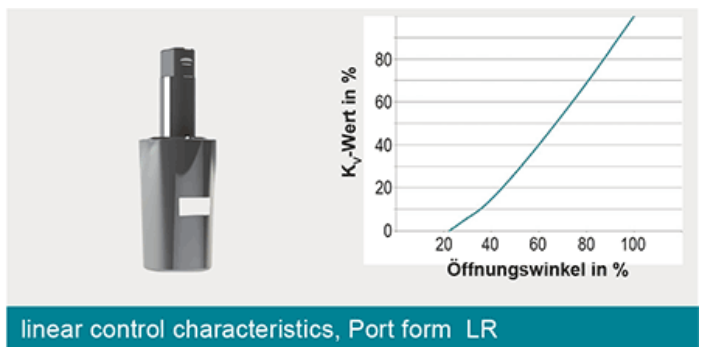 Kv-Wert in %
80
60
40
20
0
20 40 60 80 100
Öffnungswinkel in %
linear control characteristics, Port form LR